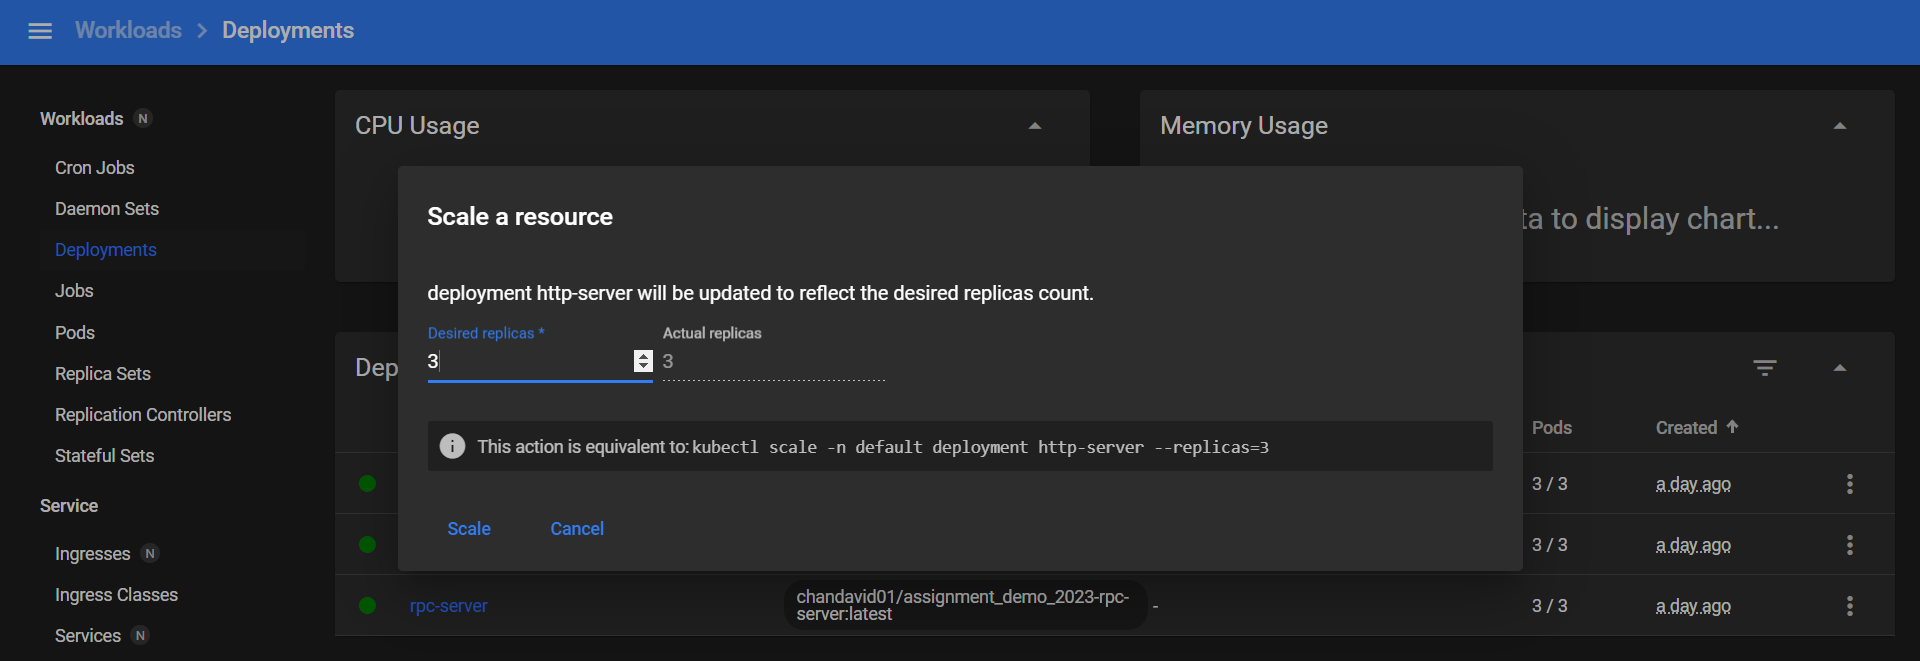 Workloads > Deployments
Workloads N
Cron Jobs
Daemon Sets
Deployments
Jobs
Pods
Replica Sets
Replication Controllers
Stateful Sets
Service
Ingresses N
Ingress Classes
Services N
CPU Usage
Memory Usage
ta to display chart...
Scale a resource
deployment http-server will be updated to reflect the desired replicas count.
Desired replicas * Actual replicas
3 3
i This action is equivalent to: kubectl scale -n default deployment http-server --replicas=3
Scale Cancel
Dep
Pods Created
3 / 3 a day ago
3 / 3 a day ago
rpc-server chandavid01/assignment_demo_2023-rpc-
server:latest - 3 / 3 a day ago